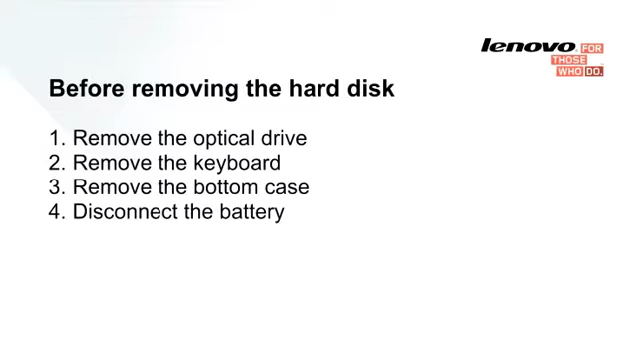 lenovo FOR
THOSE
WHO DO.
Before removing the hard disk
1. Remove the optical drive
2. Remove the keyboard
3. Remove the bottom case
4. Disconnect the battery